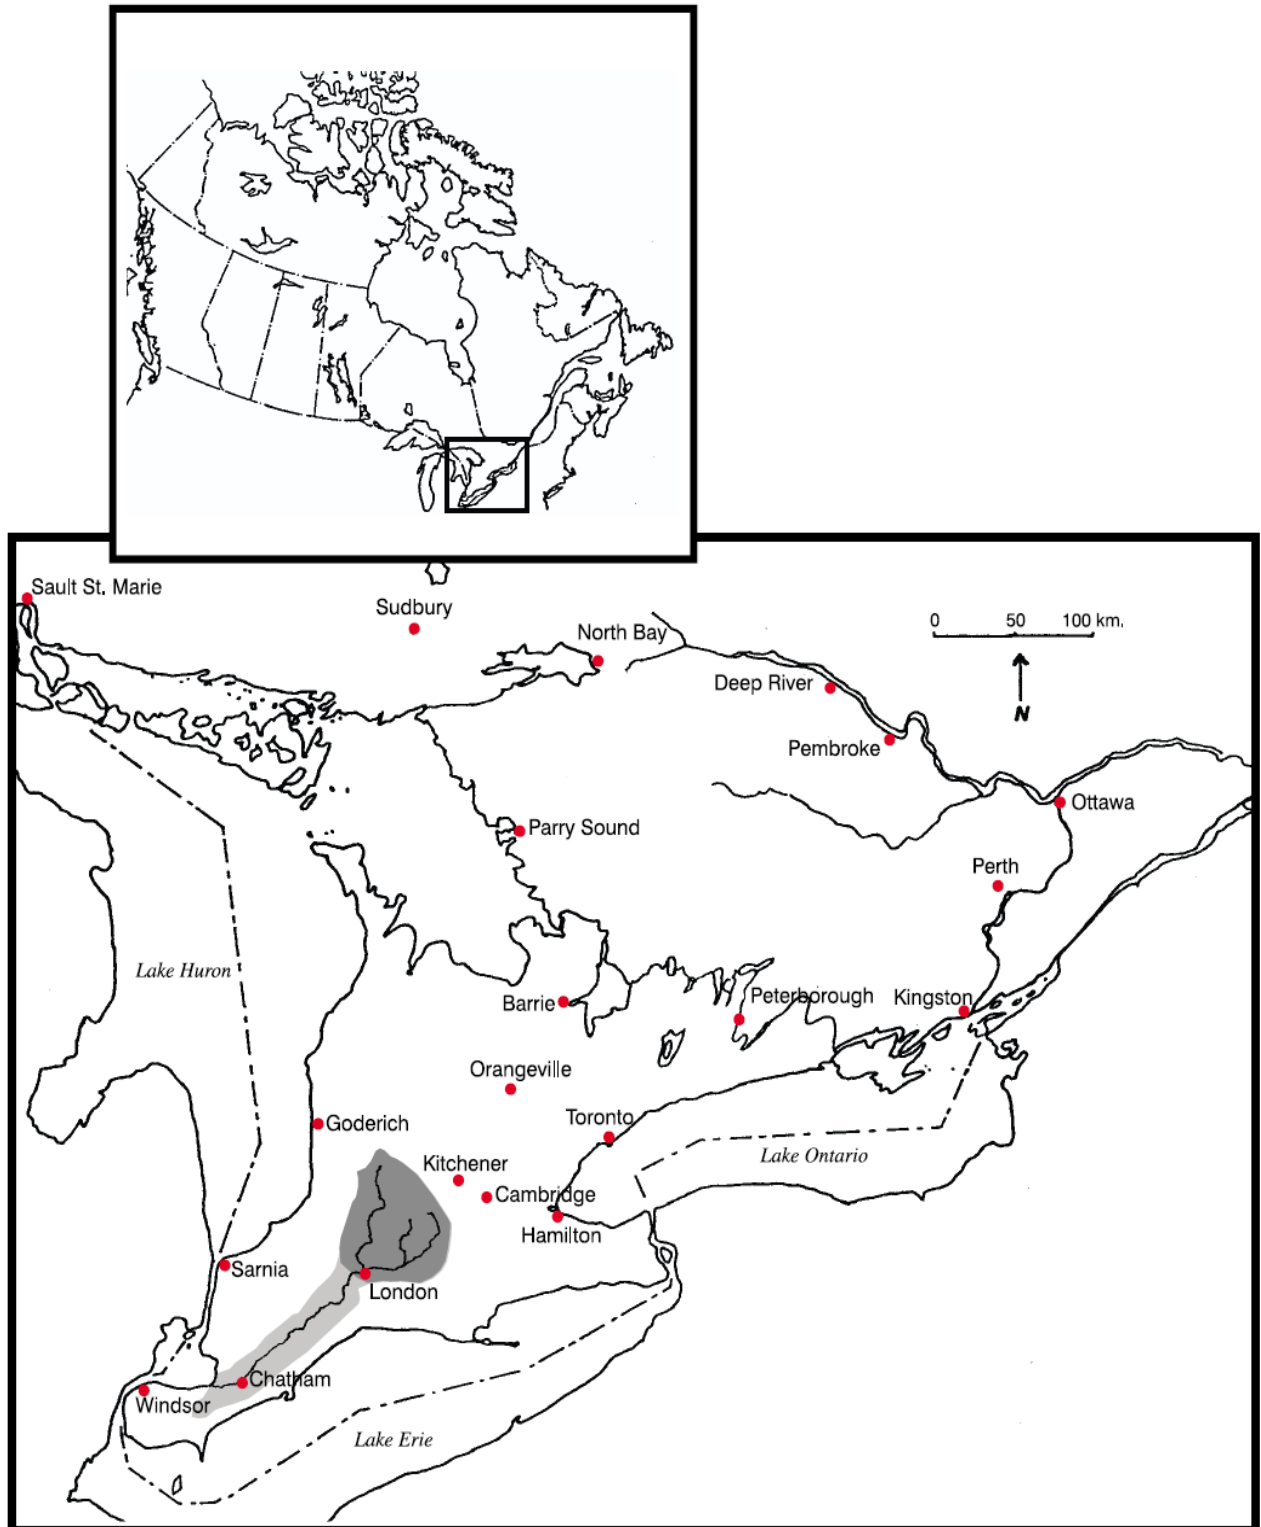 Sault St. Marie
Sudbury
North Bay
0 50 100 km.
Deep River
N
Pembroke
Ottawa
Parry Sound
Perth
Lake Huron
Barrie
Peterborough
Kingston
Orangeville
Goderich
Toronto
Lake Ontario
Kitchener
Cambridge
Hamilton
Sarnia
London
Chatham
Windsor
Lake Erie